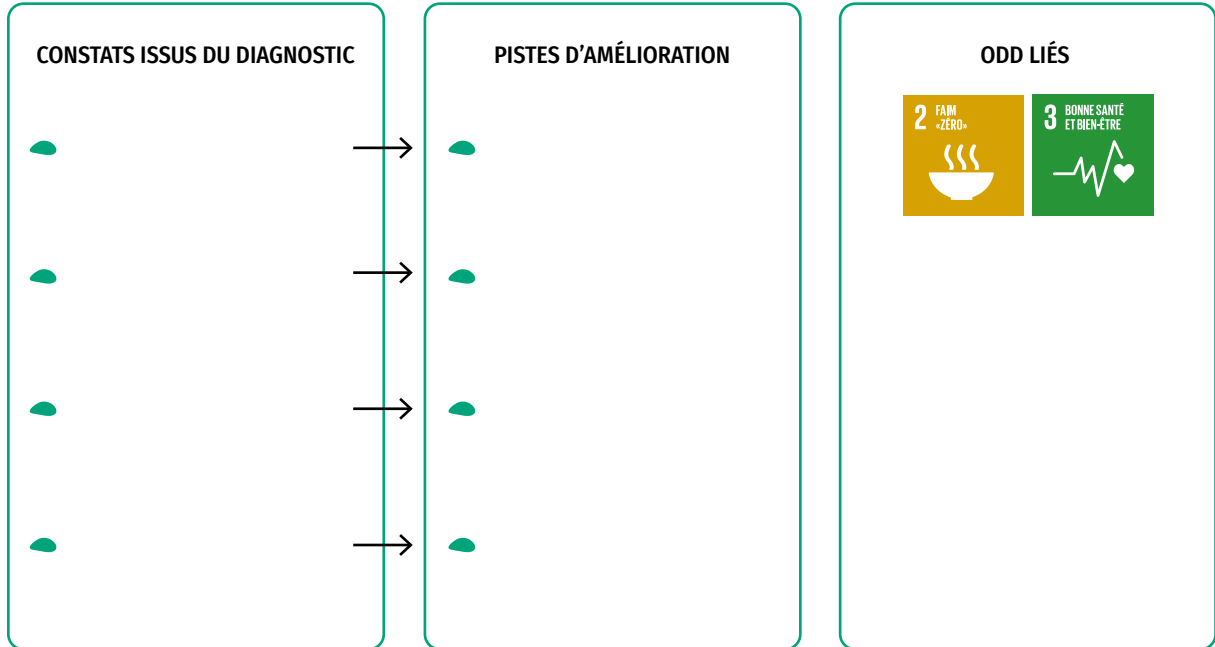 CONSTATS ISSUS DU DIAGNOSTIC
PISTES D'AMÉLIORATION
ODD LIÉS
2 FAIM
«ZÉRO»
3 BONNE SANTÉ
ET BIEN-ÊTRE